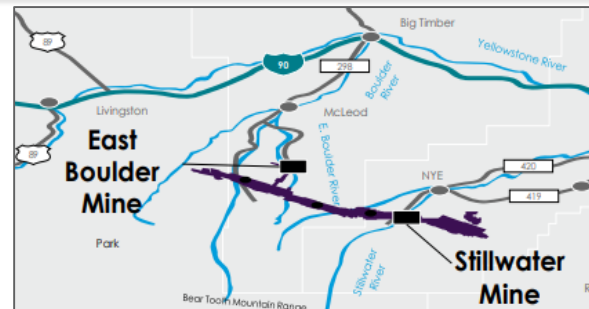 Big Timber
89
Yellowstone River
90
298
Boulder
River
Livingston
McLeod
East
Boulder
Mine
E. Boulder River
89
420
NYE
419
Park
Stillwater
River
Stillwater
Mine
Bear Tooth Mountain Range
R